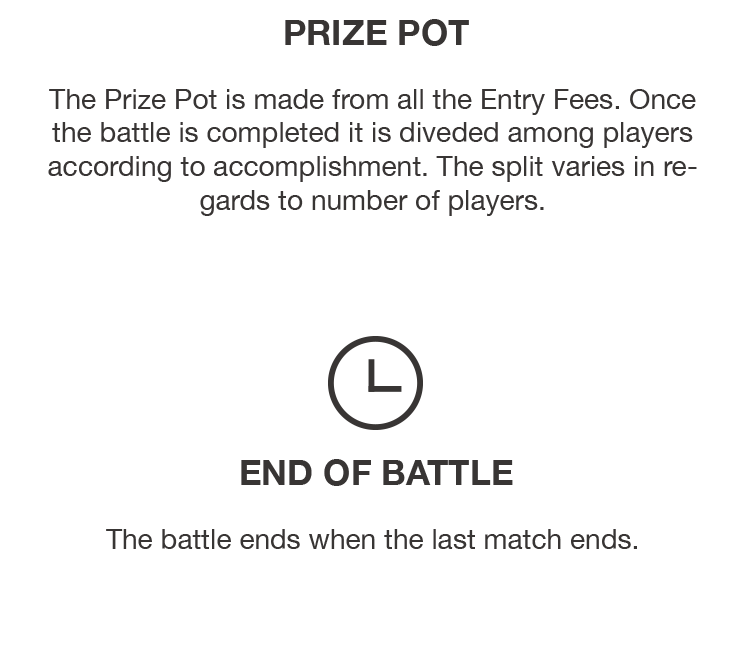 PRIZE POT
The Prize Pot is made from all the Entry Fees. Once
the battle is completed it is diveded among players
according to accomplishment. The split varies in re-
gards to number of players.
END OF BATTLE
The battle ends when the last match ends.